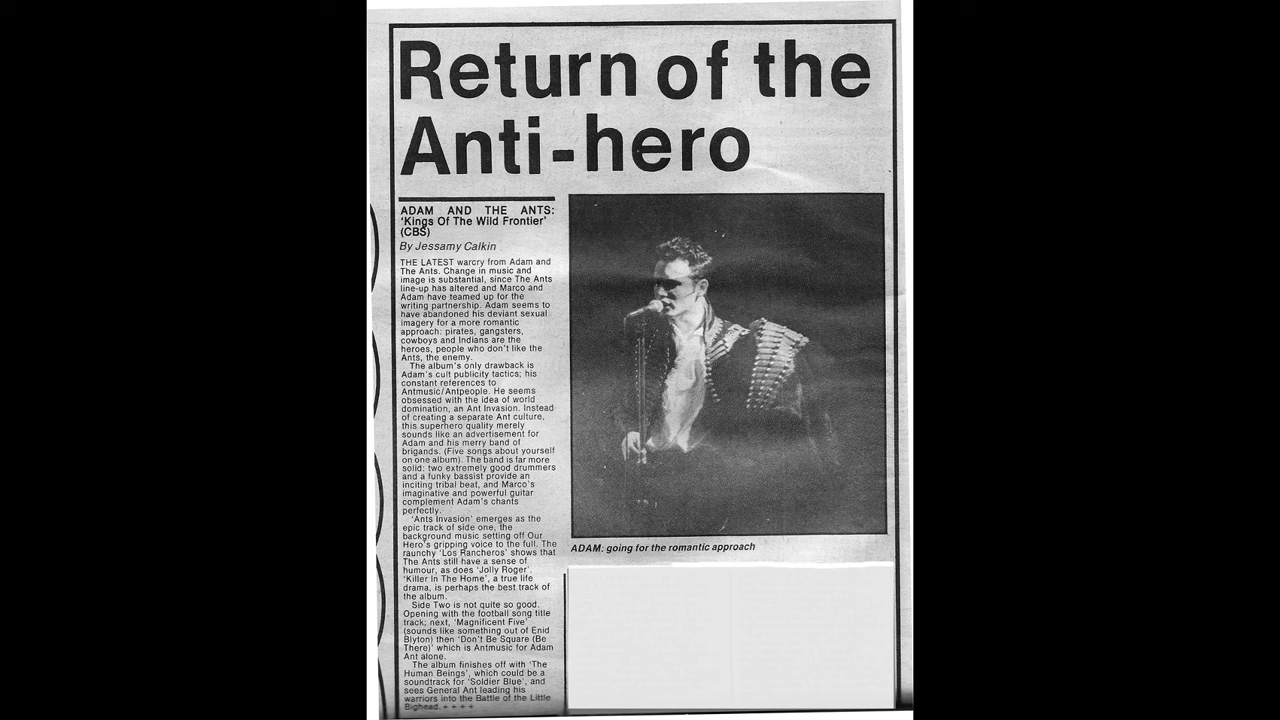 Return of the
Anti-hero
ADAM AND THE ANTS:
'Kings Of The Wild Frontier'
(CBS)
By Jessamy Calkin
THE LATEST warcry from Adam and
The Ants. Change in music and
image is substantial, since The Ants
line-up has altered and Marco and
Adam have teamed up for the
writing partnership. Adam seems to
have abandoned his deviant sexual
imagery for a more romantic
approach: pirates, gangsters,
cowboys and Indians are the
heroes, people who don't like the
Ants, the enemy.
The album's only drawback is
Adam's cult publicity tactics; his
constant references to
Antmusic/Antpeople. He seems
obsessed with the idea of world
domination, an Ant Invasion. Instead
of creating a separate Ant culture,
this superhero quality merely
sounds like an advertisement for
Adam and his merry band of
brigands. (Five songs about yourself
on one album). The band is far more
solid: two extremely good drummers
and a funky bassist provide an
inciting tribal beat, and Marco's
imaginative and powerful guitar
complement Adam's chants
perfectly.
'Ants Invasion' emerges as the
epic track of side one, the
background music setting off Our
Hero's gripping voice to the full. The
raunchy 'Los Rancheros' shows that
The Ants still have a sense of
humour, as does 'Jolly Roger'.
'Killer In The Home', a true life
drama, is perhaps the best track of
the album.
Side Two is not quite so good.
Opening with the football song title
track; next, 'Magnificent Five'
(sounds like something out of Enid
Blyton) then 'Don't Be Square (Be
There)' which is Antmusic for Adam
Ant alone.
The album finishes off with 'The
Human Beings', which could be a
soundtrack for 'Soldier Blue', and
sees General Ant leading his
warriors into the Battle of the Little
Bighead. + + + +
ADAM: going for the romantic approach